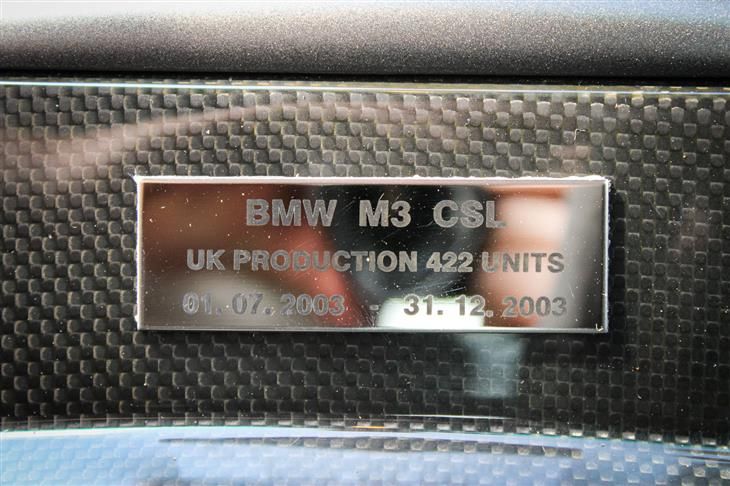 BMW M3 CSL
UK PRODUCTION 422 UNITS
01. 07. 2003 - 31. 12. 2003